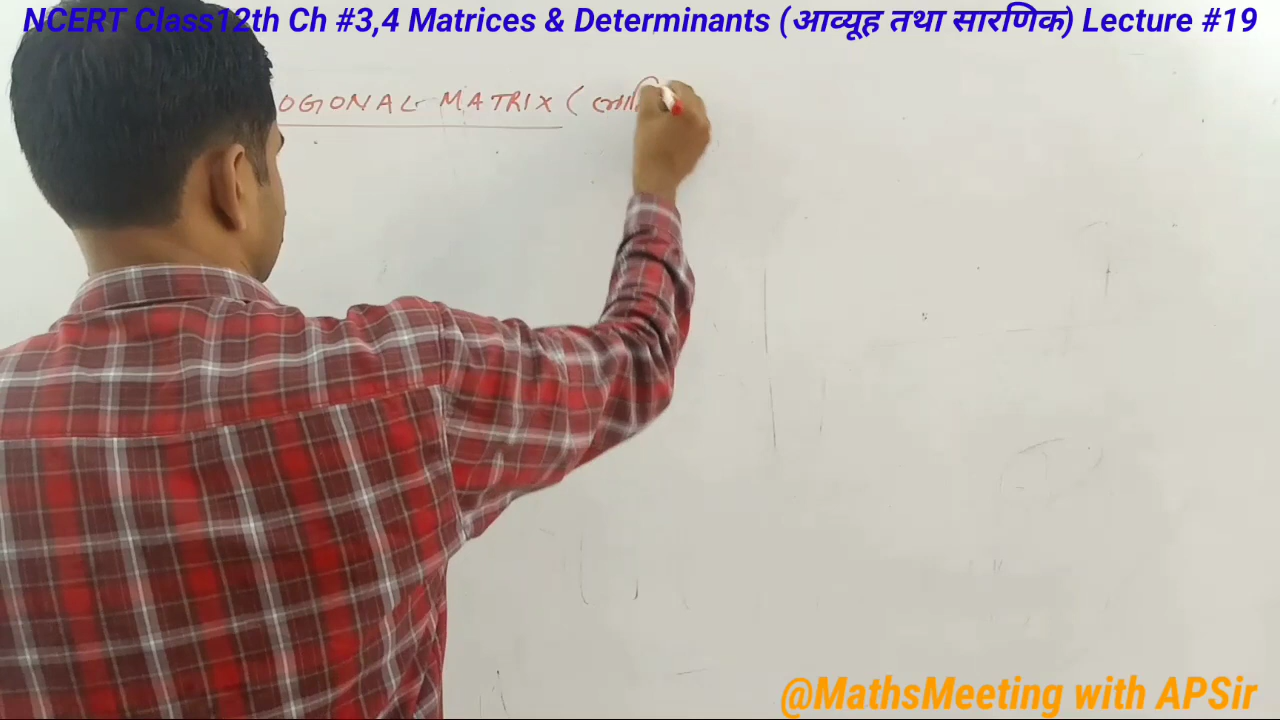 NCERT Class12th Ch #3,4 Matrices & Determinants (आव्यूह तथा सारणिक) Lecture #19
OGONAL MATRIX (
@MathsMeeting with APSir